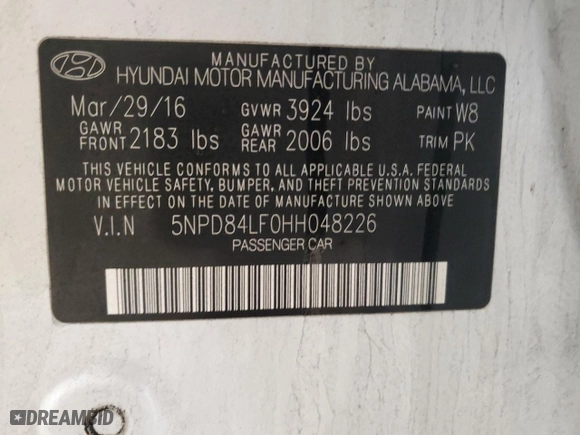 MANUFACTURED BY
HYUNDAI MOTOR MANUFACTURING ALABAMA, LLC
Mar/29/16 GVWR 3924 lbs PAINT W8
GAWR FRONT 2183 lbs GAWR REAR 2006 lbs TRIM PK
THIS VEHICLE CONFORMS TO ALL APPLICABLE U.S.A. FEDERAL
MOTOR VEHICLE SAFETY, BUMPER, AND THEFT PREVENTION STANDARDS
IN EFFECT ON THE DATE OF MANUFACTURE SHOWN ABOVE.
V.I.N 5NPD84LF0HH048226
PASSENGER CAR
DREAMBID